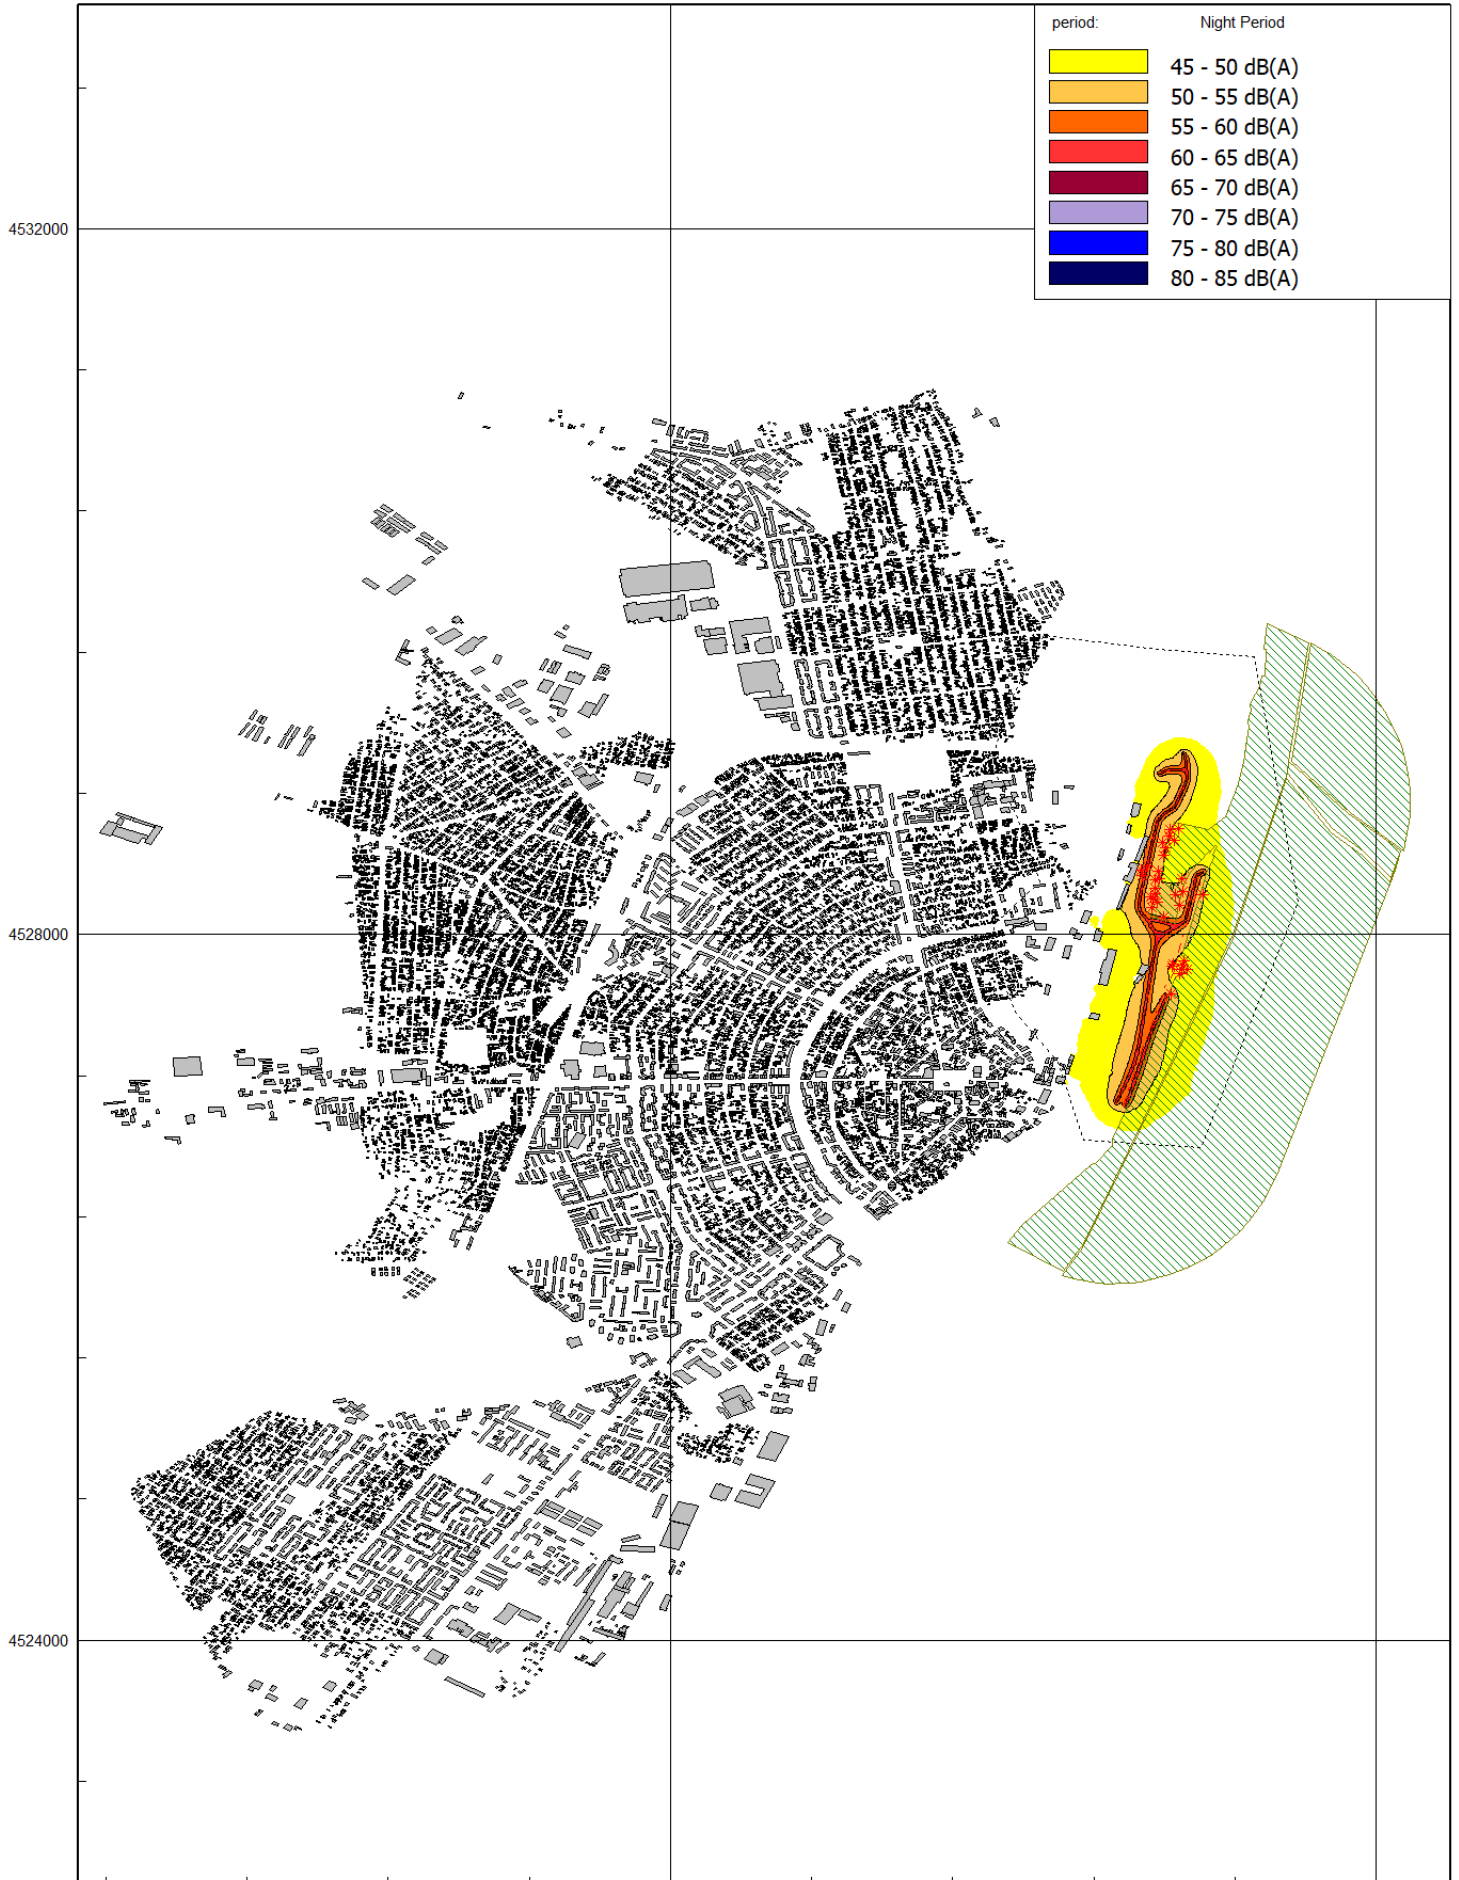 period: Night Period
45 - 50 dB(A)
50 - 55 dB(A)
55 - 60 dB(A)
60 - 65 dB(A)
65 - 70 dB(A)
70 - 75 dB(A)
75 - 80 dB(A)
80 - 85 dB(A)
4532000
4528000
4524000